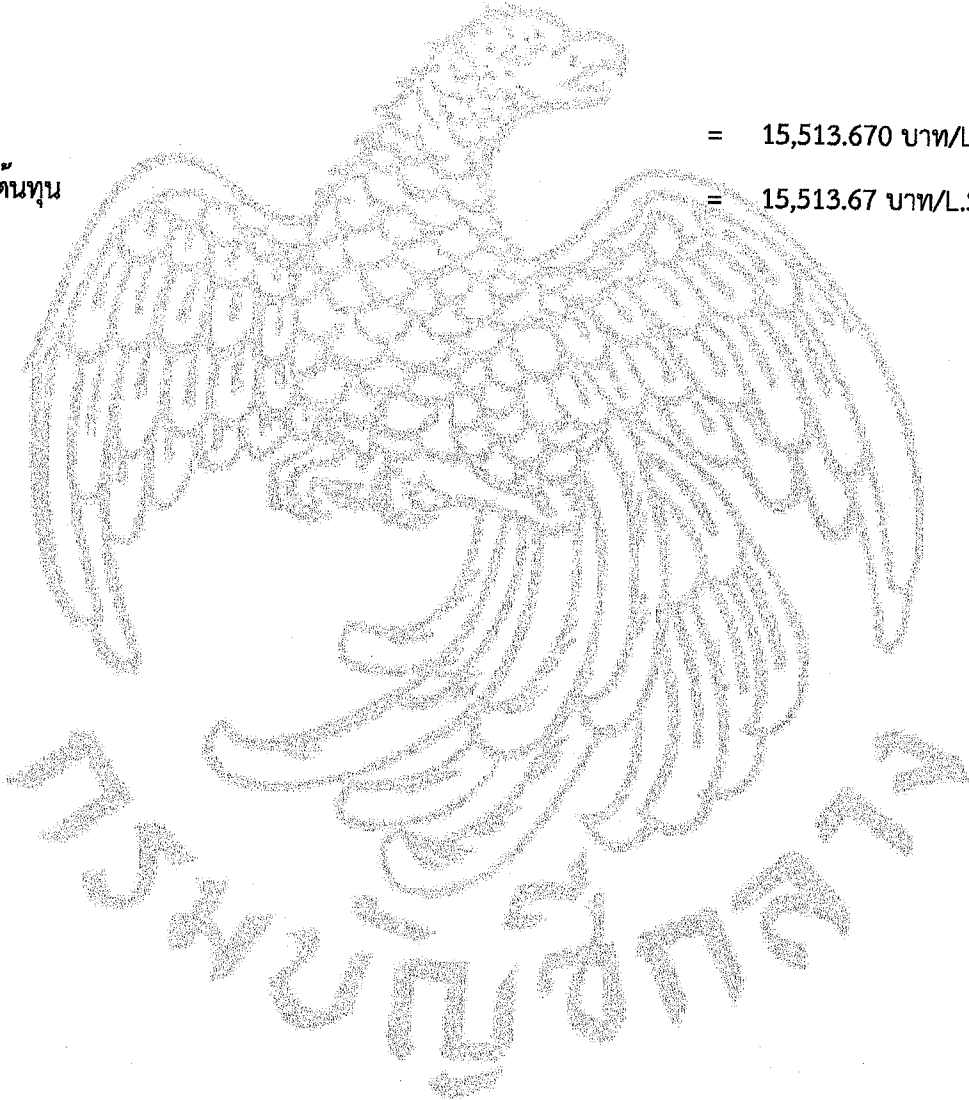 = 15,513.670 บาท/L
ต้นทุน = 15,513.67 บาท/L.
กรมบัญชีกลาง